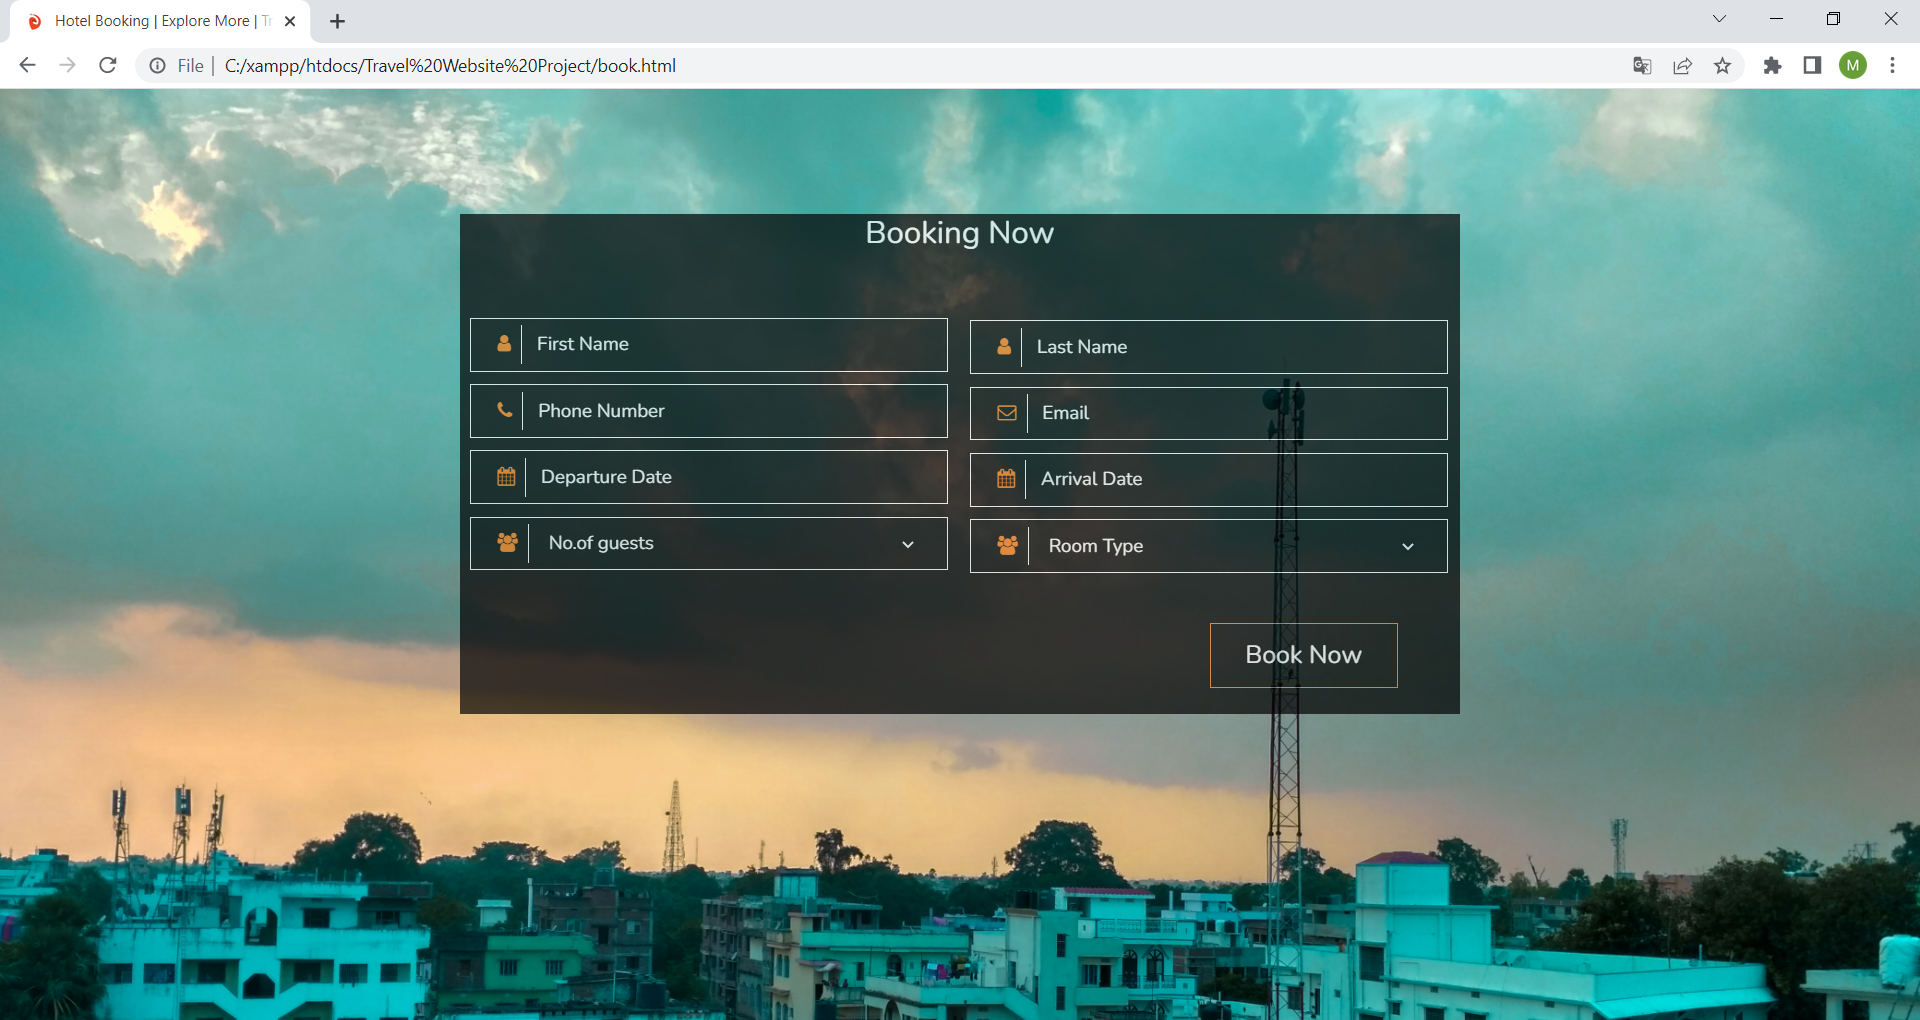 Hotel Booking | Explore More | Tr
File | C:/xampp/htdocs/Travel%20Website%20Project/book.html
M
Booking Now
First Name
Last Name
Phone Number
Email
Departure Date
Arrival Date
No.of guests
Room Type
Book Now